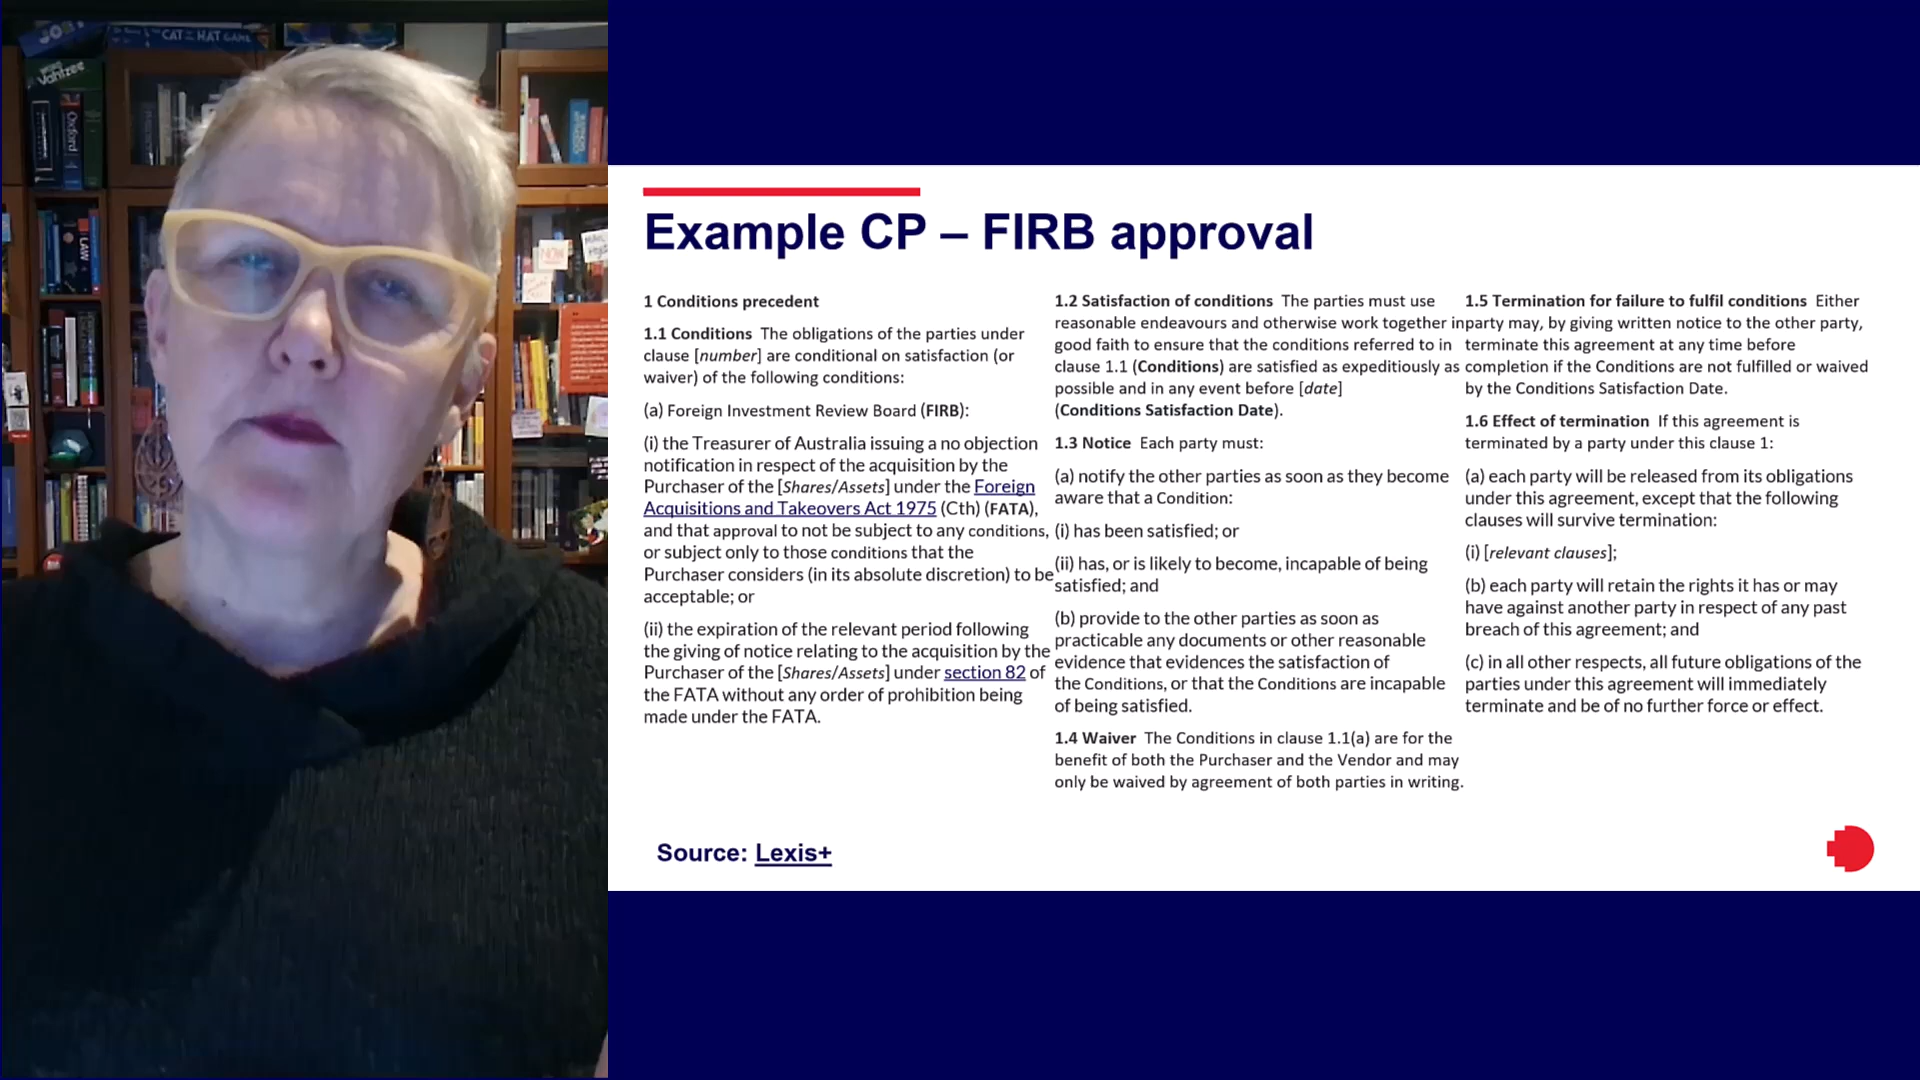 CAT HAT GAME
Yahtzee
Oxford
LAW
NOW
Example CP – FIRB approval
1 Conditions precedent
1.1 Conditions The obligations of the parties under
clause [number] are conditional on satisfaction (or
waiver) of the following conditions:
(a) Foreign Investment Review Board (FIRB):
(i) the Treasurer of Australia issuing a no objection
notification in respect of the acquisition by the
Purchaser of the [Shares/Assets] under the Foreign
Acquisitions and Takeovers Act 1975 (Cth) (FATA),
and that approval to not be subject to any conditions,
or subject only to those conditions that the
Purchaser considers (in its absolute discretion) to be
acceptable; or
(ii) the expiration of the relevant period following
the giving of notice relating to the acquisition by the
Purchaser of the [Shares/Assets] under section 82 of
the FATA without any order of prohibition being
made under the FATA.
1.2 Satisfaction of conditions The parties must use
reasonable endeavours and otherwise work together in
good faith to ensure that the conditions referred to in
clause 1.1 (Conditions) are satisfied as expeditiously as
possible and in any event before [date]
(Conditions Satisfaction Date).
1.3 Notice Each party must:
(a) notify the other parties as soon as they become
aware that a Condition:
(i) has been satisfied; or
(ii) has, or is likely to become, incapable of being
satisfied; and
(b) provide to the other parties as soon as
practicable any documents or other reasonable
evidence that evidences the satisfaction of
the Conditions, or that the Conditions are incapable
of being satisfied.
1.4 Waiver The Conditions in clause 1.1(a) are for the
benefit of both the Purchaser and the Vendor and may
only be waived by agreement of both parties in writing.
1.5 Termination for failure to fulfil conditions Either
party may, by giving written notice to the other party,
terminate this agreement at any time before
completion if the Conditions are not fulfilled or waived
by the Conditions Satisfaction Date.
1.6 Effect of termination If this agreement is
terminated by a party under this clause 1:
(a) each party will be released from its obligations
under this agreement, except that the following
clauses will survive termination:
(i) [relevant clauses];
(b) each party will retain the rights it has or may
have against another party in respect of any past
breach of this agreement; and
(c) in all other respects, all future obligations of the
parties under this agreement will immediately
terminate and be of no further force or effect.
Source: Lexis+